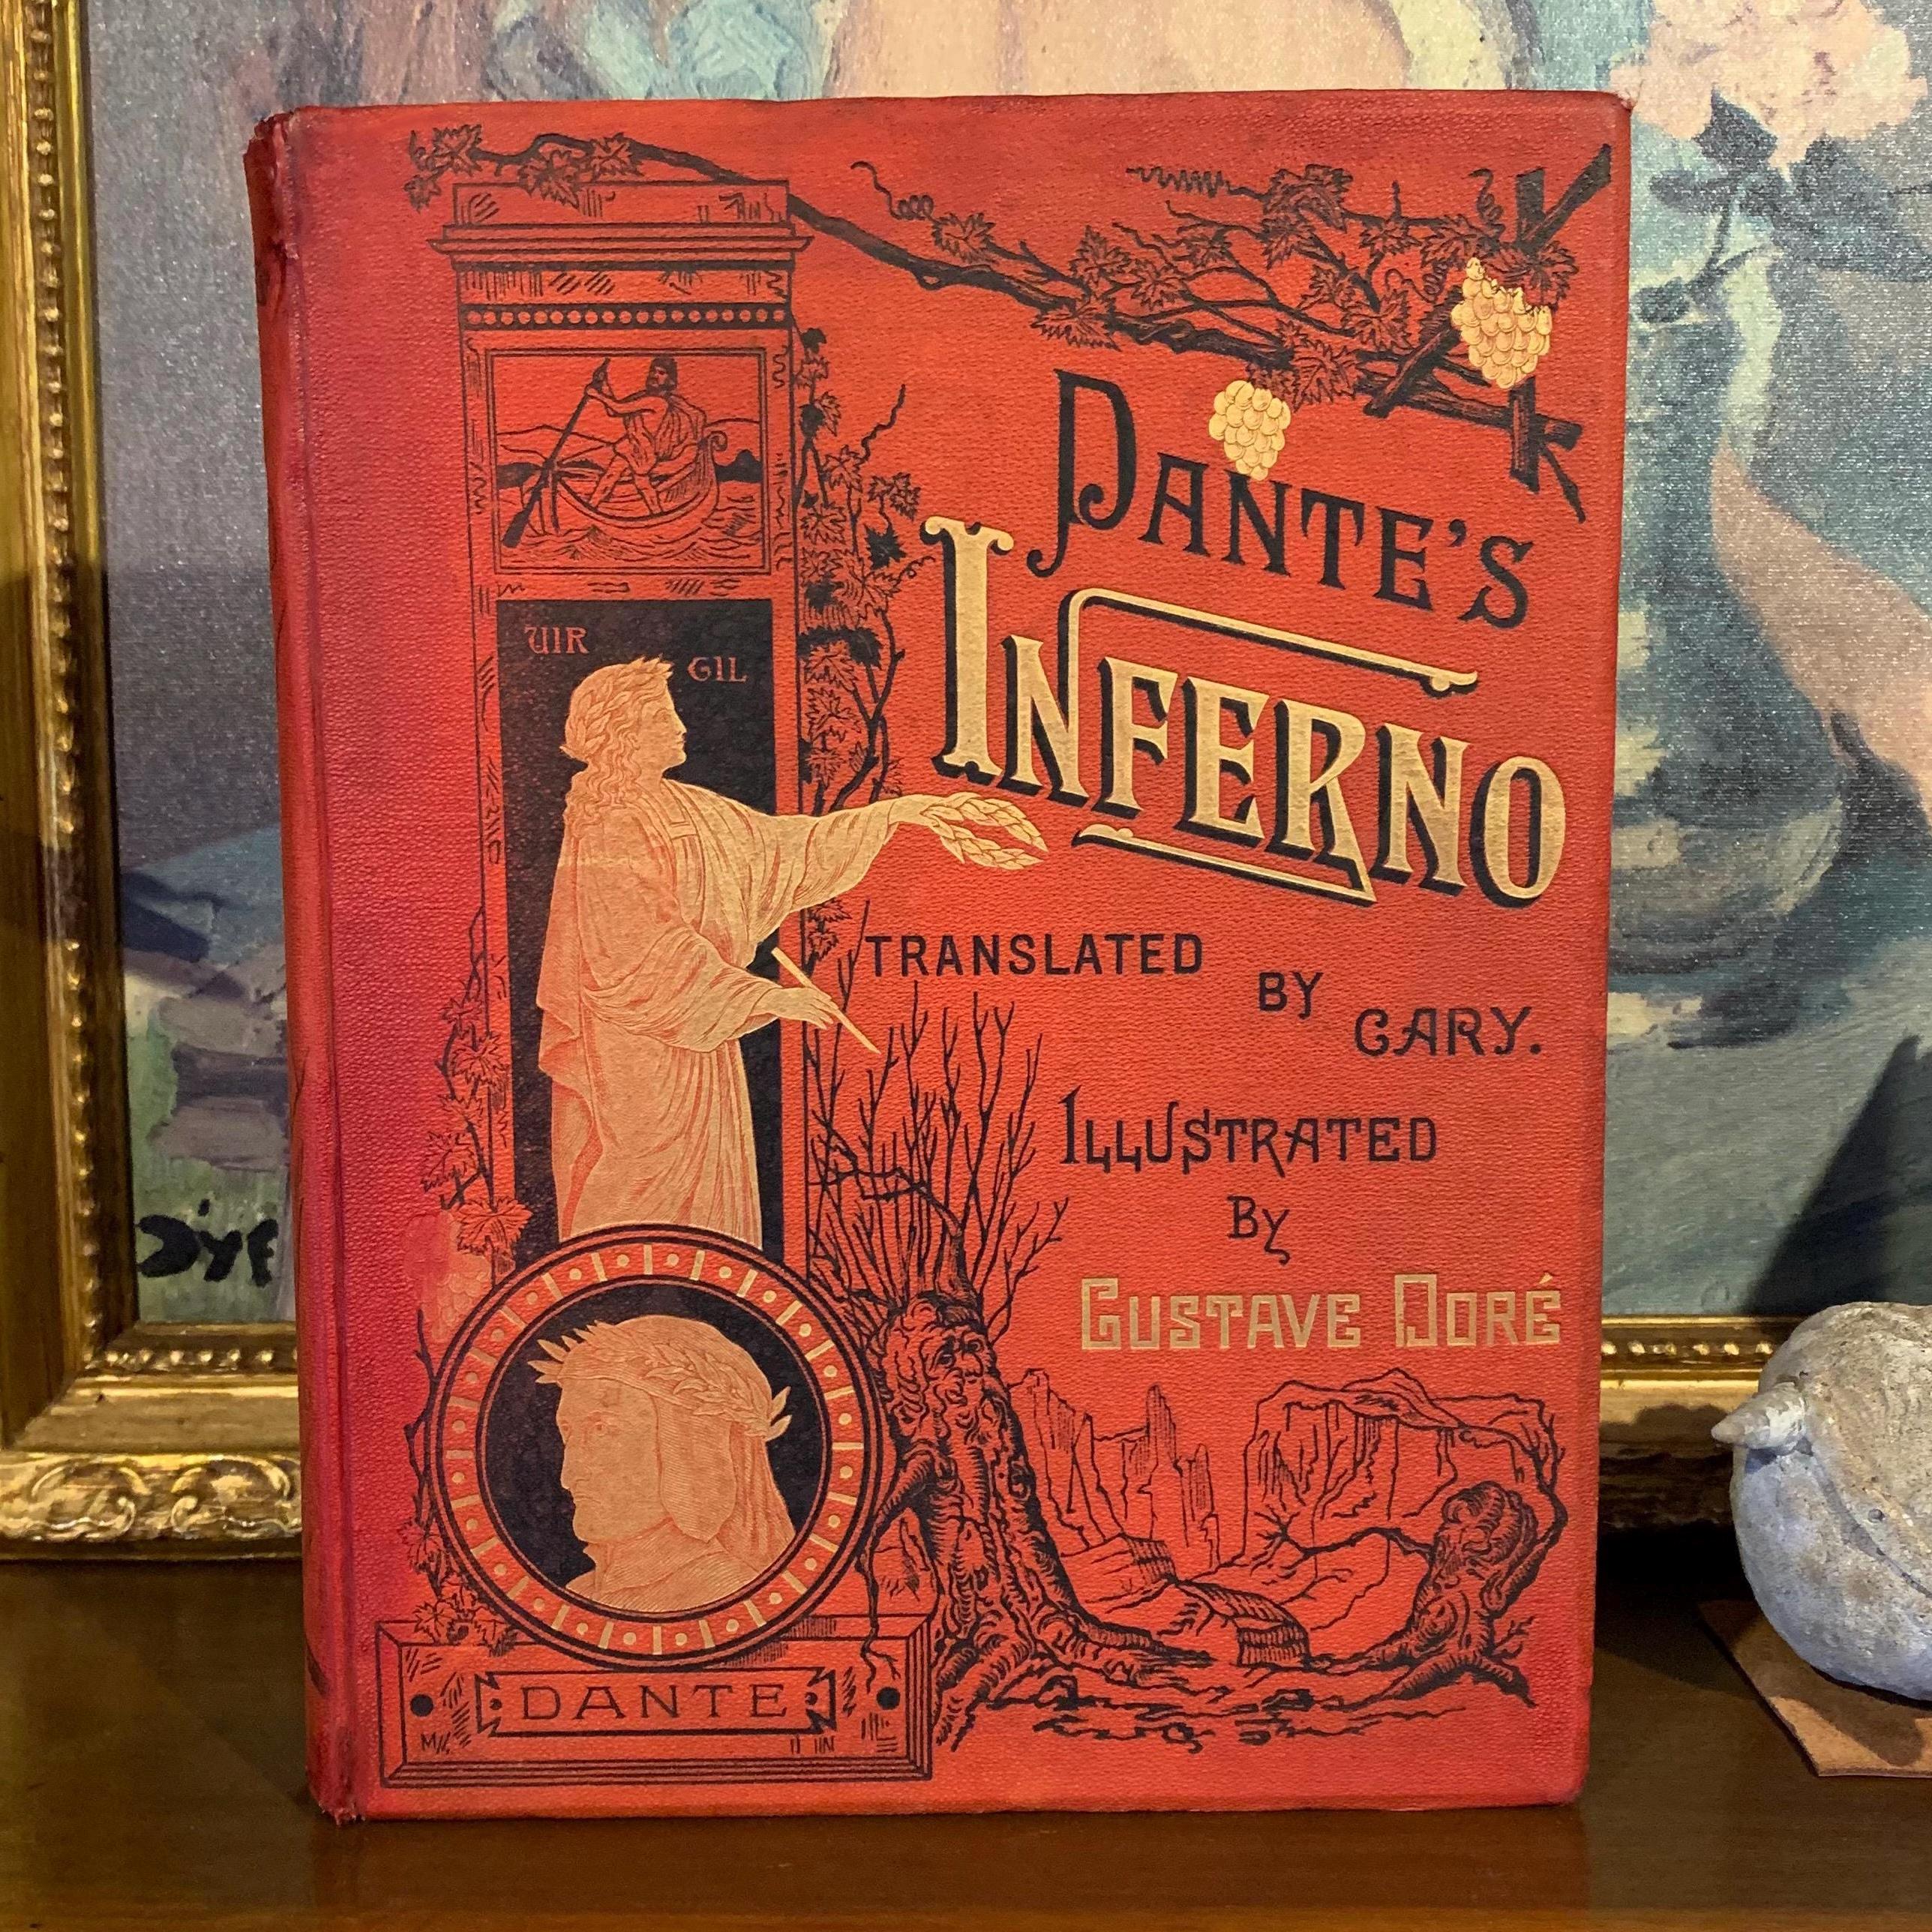 DANTE'S
INFERNO
TRANSLATED BY CARY.
ILLUSTRATED
By
GUSTAVE DORÉ
UIR
GIL
DANTE